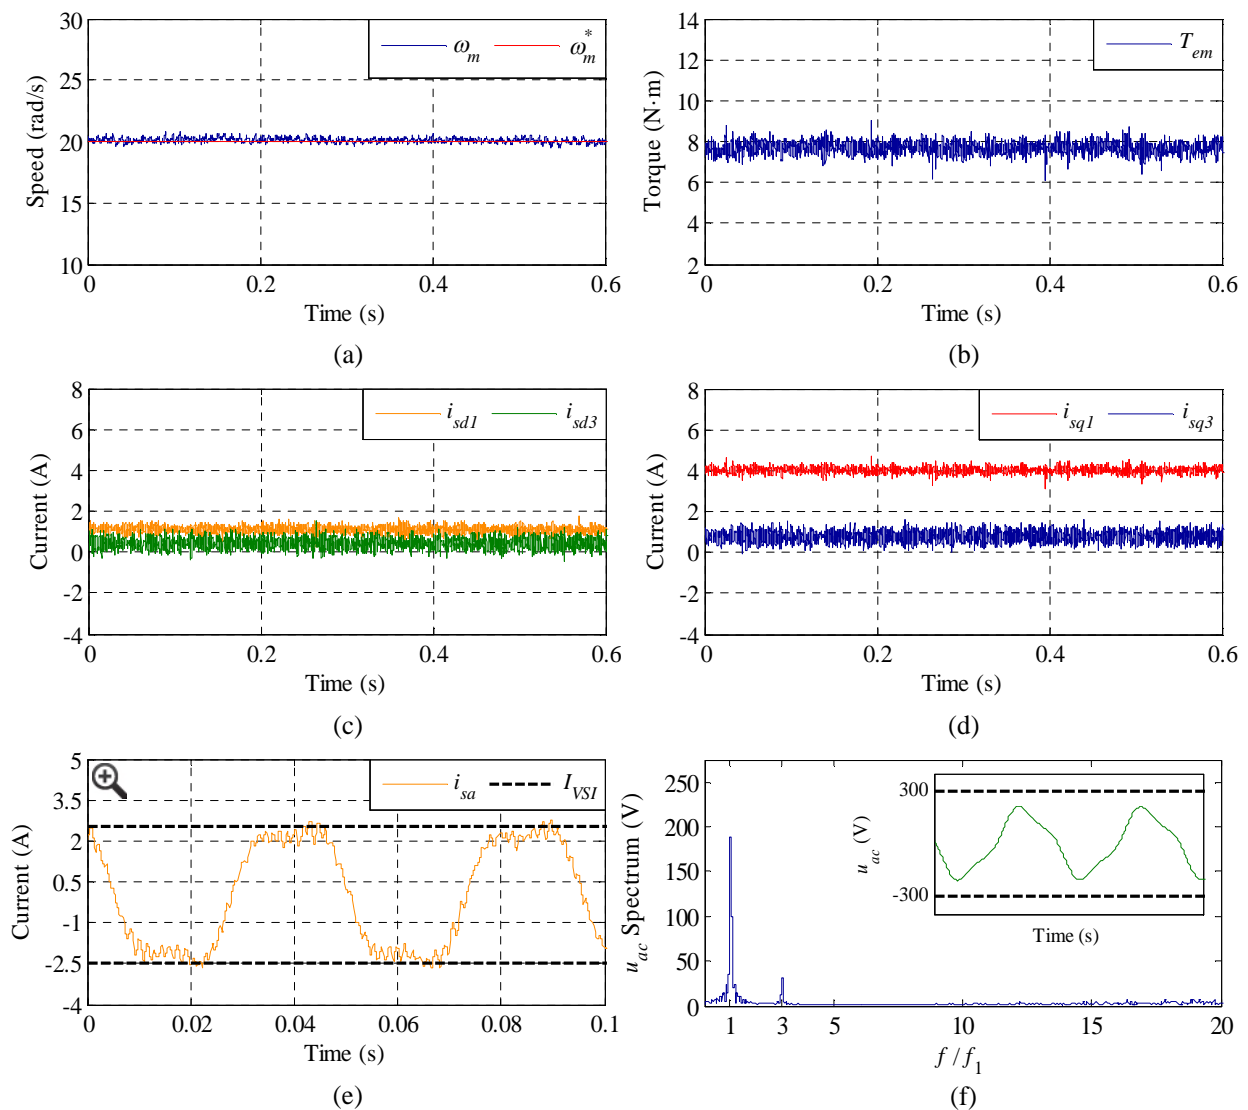 30
25
20
15
10
Speed (rad/s)
ω_m ω_m^*
0 0.2 0.4 0.6
Time (s)
(a)
14
12
10
8
6
4
2
Torque (N·m)
T_em
0 0.2 0.4 0.6
Time (s)
(b)
8
6
4
2
0
-2
-4
Current (A)
i_sd1 i_sd3
0 0.2 0.4 0.6
Time (s)
(c)
8
6
4
2
0
-2
-4
Current (A)
i_sq1 i_sq3
0 0.2 0.4 0.6
Time (s)
(d)
5
3.5
2
0.5
-1
-2.5
-4
Current (A)
i_sa I_VSI
0 0.02 0.04 0.06 0.08 0.1
Time (s)
(e)
250
200
150
100
50
0
u_ac Spectrum (V)
300
-300
u_ac (V)
Time (s)
1 3 5 10 15 20
f / f_1
(f)